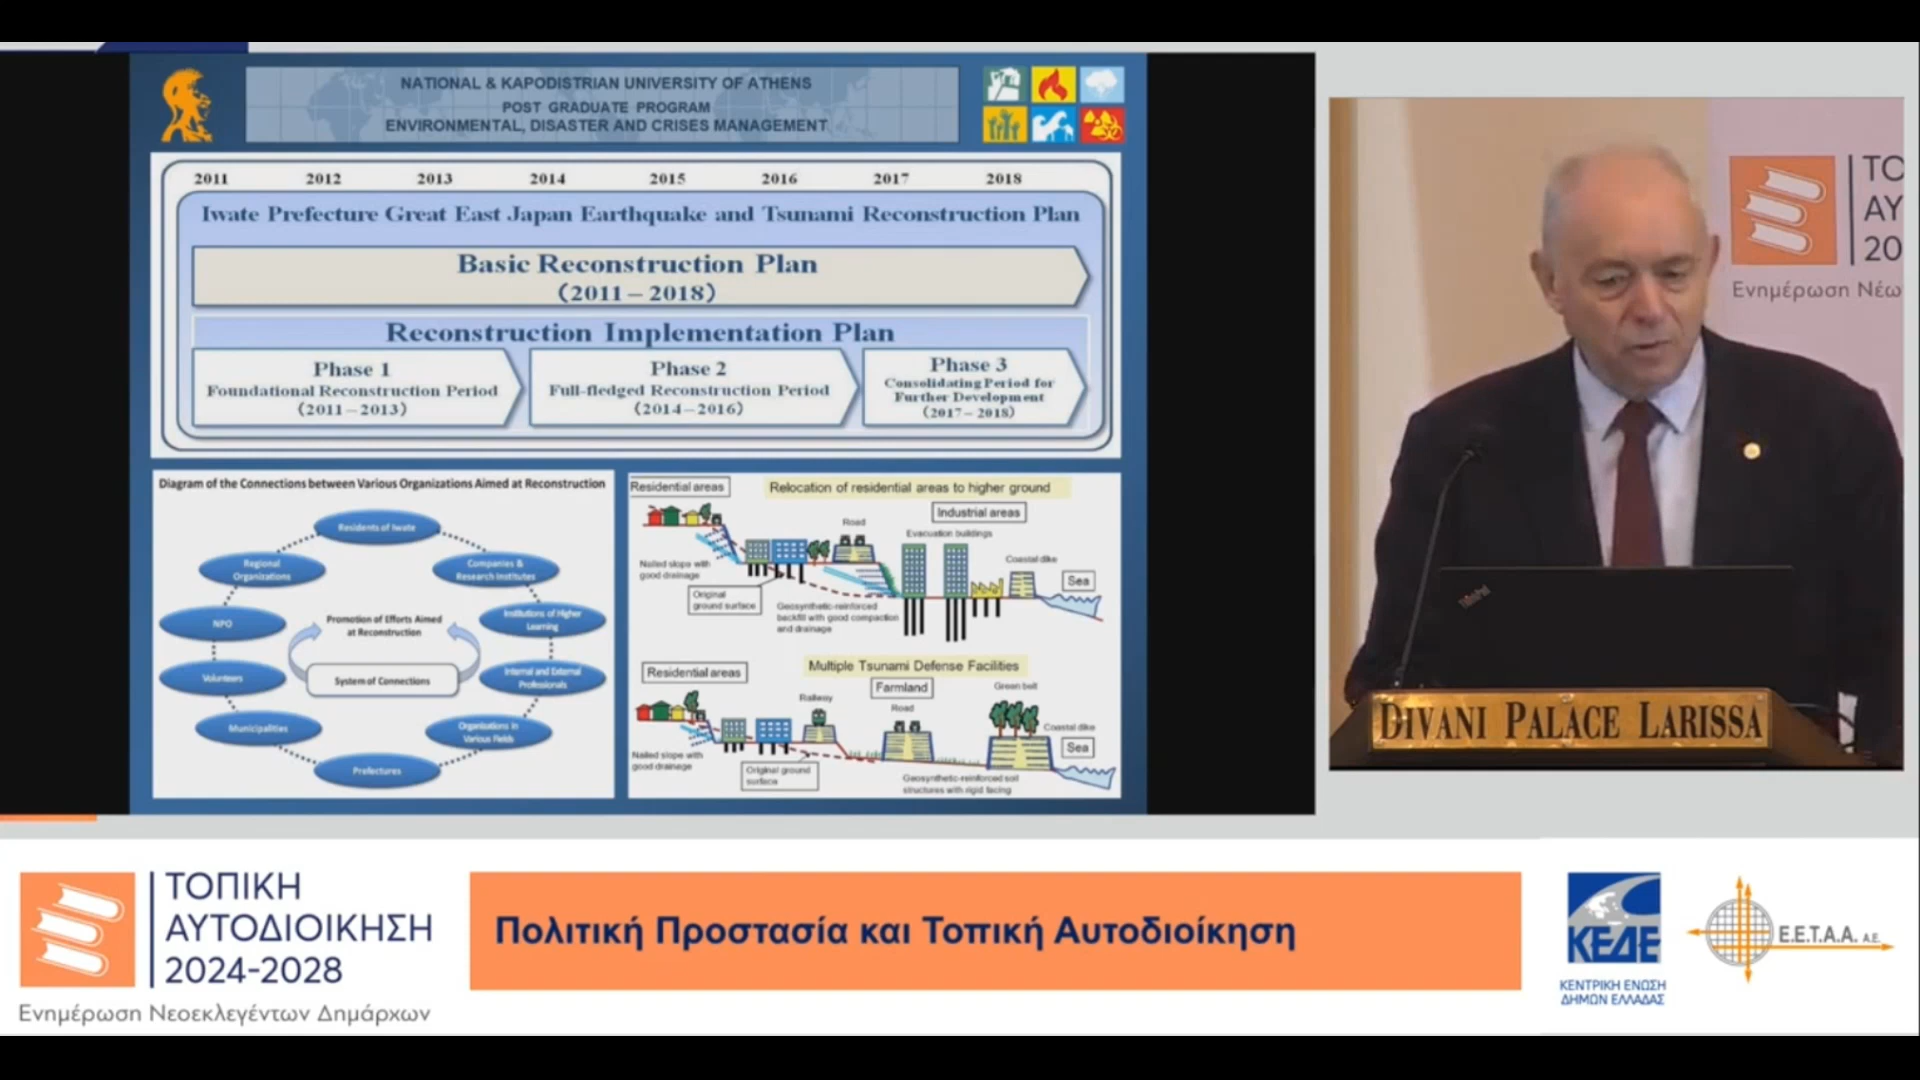 NATIONAL & KAPODISTRIAN UNIVERSITY OF ATHENS
POST GRADUATE PROGRAM
ENVIRONMENTAL, DISASTER AND CRISES MANAGEMENT
2011 2012 2013 2014 2015 2016 2017 2018
Iwate Prefecture Great East Japan Earthquake and Tsunami Reconstruction Plan
Basic Reconstruction Plan
(2011 – 2018)
Reconstruction Implementation Plan
Phase 1
Foundational Reconstruction Period
(2011 – 2013)
Phase 2
Full-fledged Reconstruction Period
(2014 – 2016)
Phase 3
Consolidating Period for
Further Development
(2017 – 2018)
Diagram of the Connections between Various Organizations Aimed at Reconstruction
Residents of Iwate
Regional
Organizations
Companies &
Research Institutes
NPO
Promotion of Efforts Aimed
at Reconstruction
Institutions of Higher
Learning
Volunteers
System of Connections
Internal and External
Professionals
Municipalities
Organizations in
Various Fields
Prefectures
Residential areas
Relocation of residential areas to higher ground
Industrial areas
Road
Evacuation buildings
Coastal dike
Sea
Nailed slope with
good drainage
Original
ground surface
Geosynthetic-reinforced
backfill with good compaction
and drainage
Multiple Tsunami Defense Facilities
Residential areas
Farmland
Green belt
Railway
Road
Coastal dike
Sea
Nailed slope with
good drainage
Original ground
surface
Geosynthetic-reinforced soil
structures with rigid facing
ΤΟ
ΑΥ
20
Ενημέρωση Νέω
ThinkPad
DIVANI PALACE LARISSA
ΤΟΠΙΚΗ
ΑΥΤΟΔΙΟΙΚΗΣΗ
2024-2028
Ενημέρωση Νεοεκλεγέντων Δημάρχων
Πολιτική Προστασία και Τοπική Αυτοδιοίκηση
ΚΕΔΕ
ΚΕΝΤΡΙΚΗ ΕΝΩΣΗ
ΔΗΜΩΝ ΕΛΛΑΔΑΣ
Ε.Ε.Τ.Α.Α. Α.Ε.